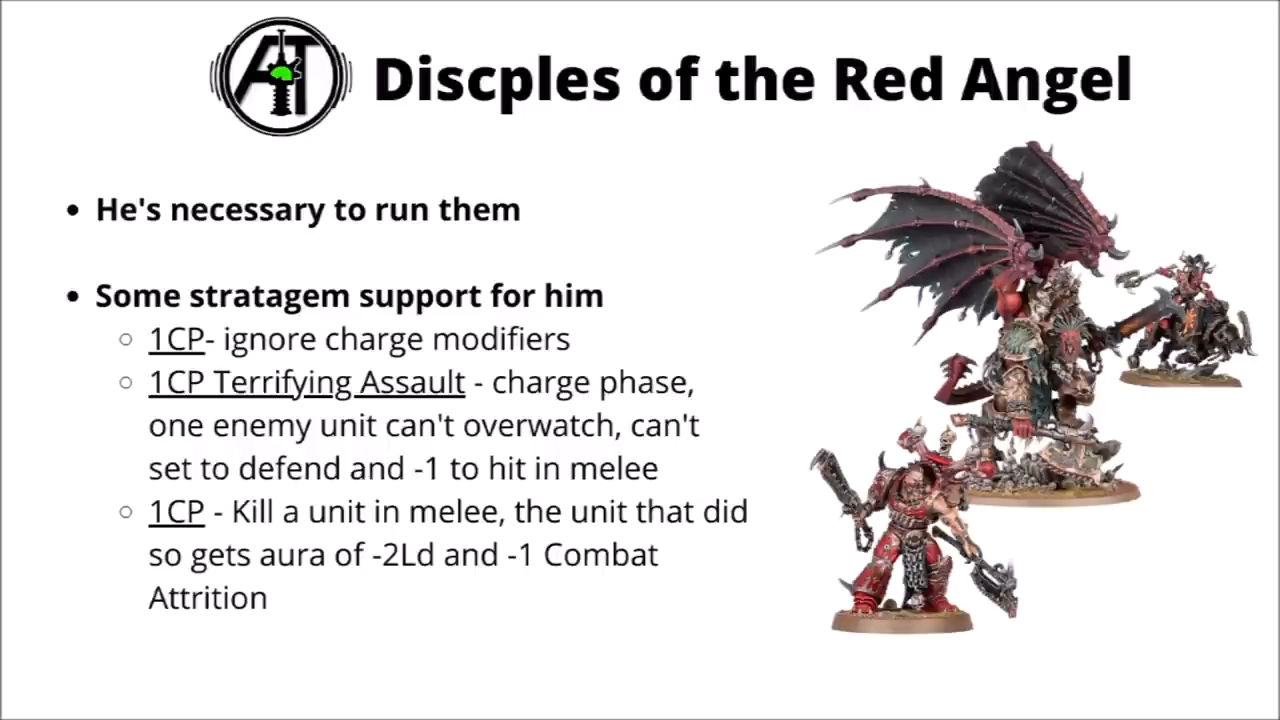 AT
Discples of the Red Angel
• He's necessary to run them
• Some stratagem support for him
○ 1CP- ignore charge modifiers
○ 1CP Terrifying Assault - charge phase,
one enemy unit can't overwatch, can't
set to defend and -1 to hit in melee
○ 1CP - Kill a unit in melee, the unit that did
so gets aura of -2Ld and -1 Combat
Attrition